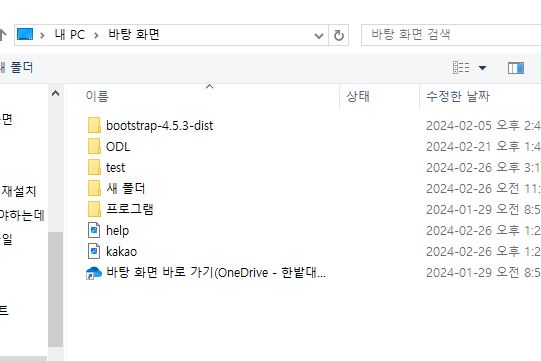 내 PC > 바탕 화면
바탕 화면 검색
새 폴더
이름 상태 수정한 날짜
bootstrap-4.5.3-dist 2024-02-05 오후 2:4
ODL 2024-02-21 오후 1:4
test 2024-02-26 오후 3:1
재설치 새 폴더 2024-02-26 오전 11:
야하는데 프로그램 2024-01-29 오전 8:5
help 2024-02-26 오후 1:2
kakao 2024-02-26 오후 1:2
바탕 화면 바로 가기(OneDrive - 한밭대... 2024-01-29 오전 8:5